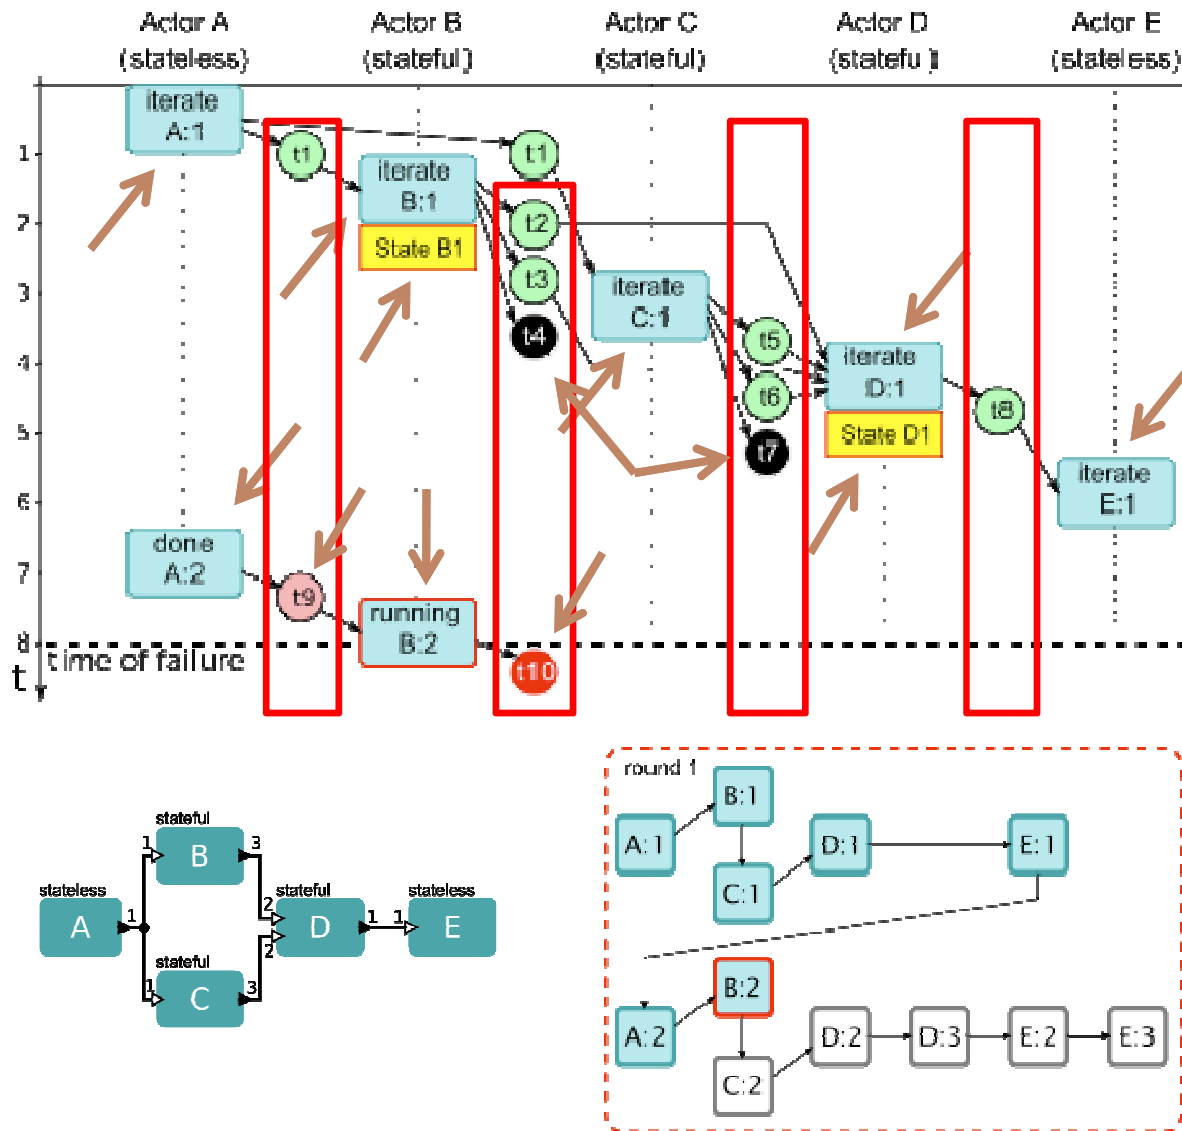 Actor A
(stateless)
Actor B
(stateful)
Actor C
(stateful)
Actor D
(stateful)
Actor E
(stateless)
iterate
A:1
t1
t1
1
iterate
B:1
2
t2
State B1
t3
3
iterate
C:1
t4
t5
4
iterate
D:1
t6
t8
5
State D1
t7
iterate
E:1
6
done
A:2
7
t9
running
B:2
8
time of failure
t
t10
round 1
B:1
A:1
D:1
E:1
C:1
B:2
A:2
D:2
D:3
E:2
E:3
C:2
stateful
1
B
3
stateless
A
1
stateful
2
D
2
1
1
stateless
E
stateful
1
C
3